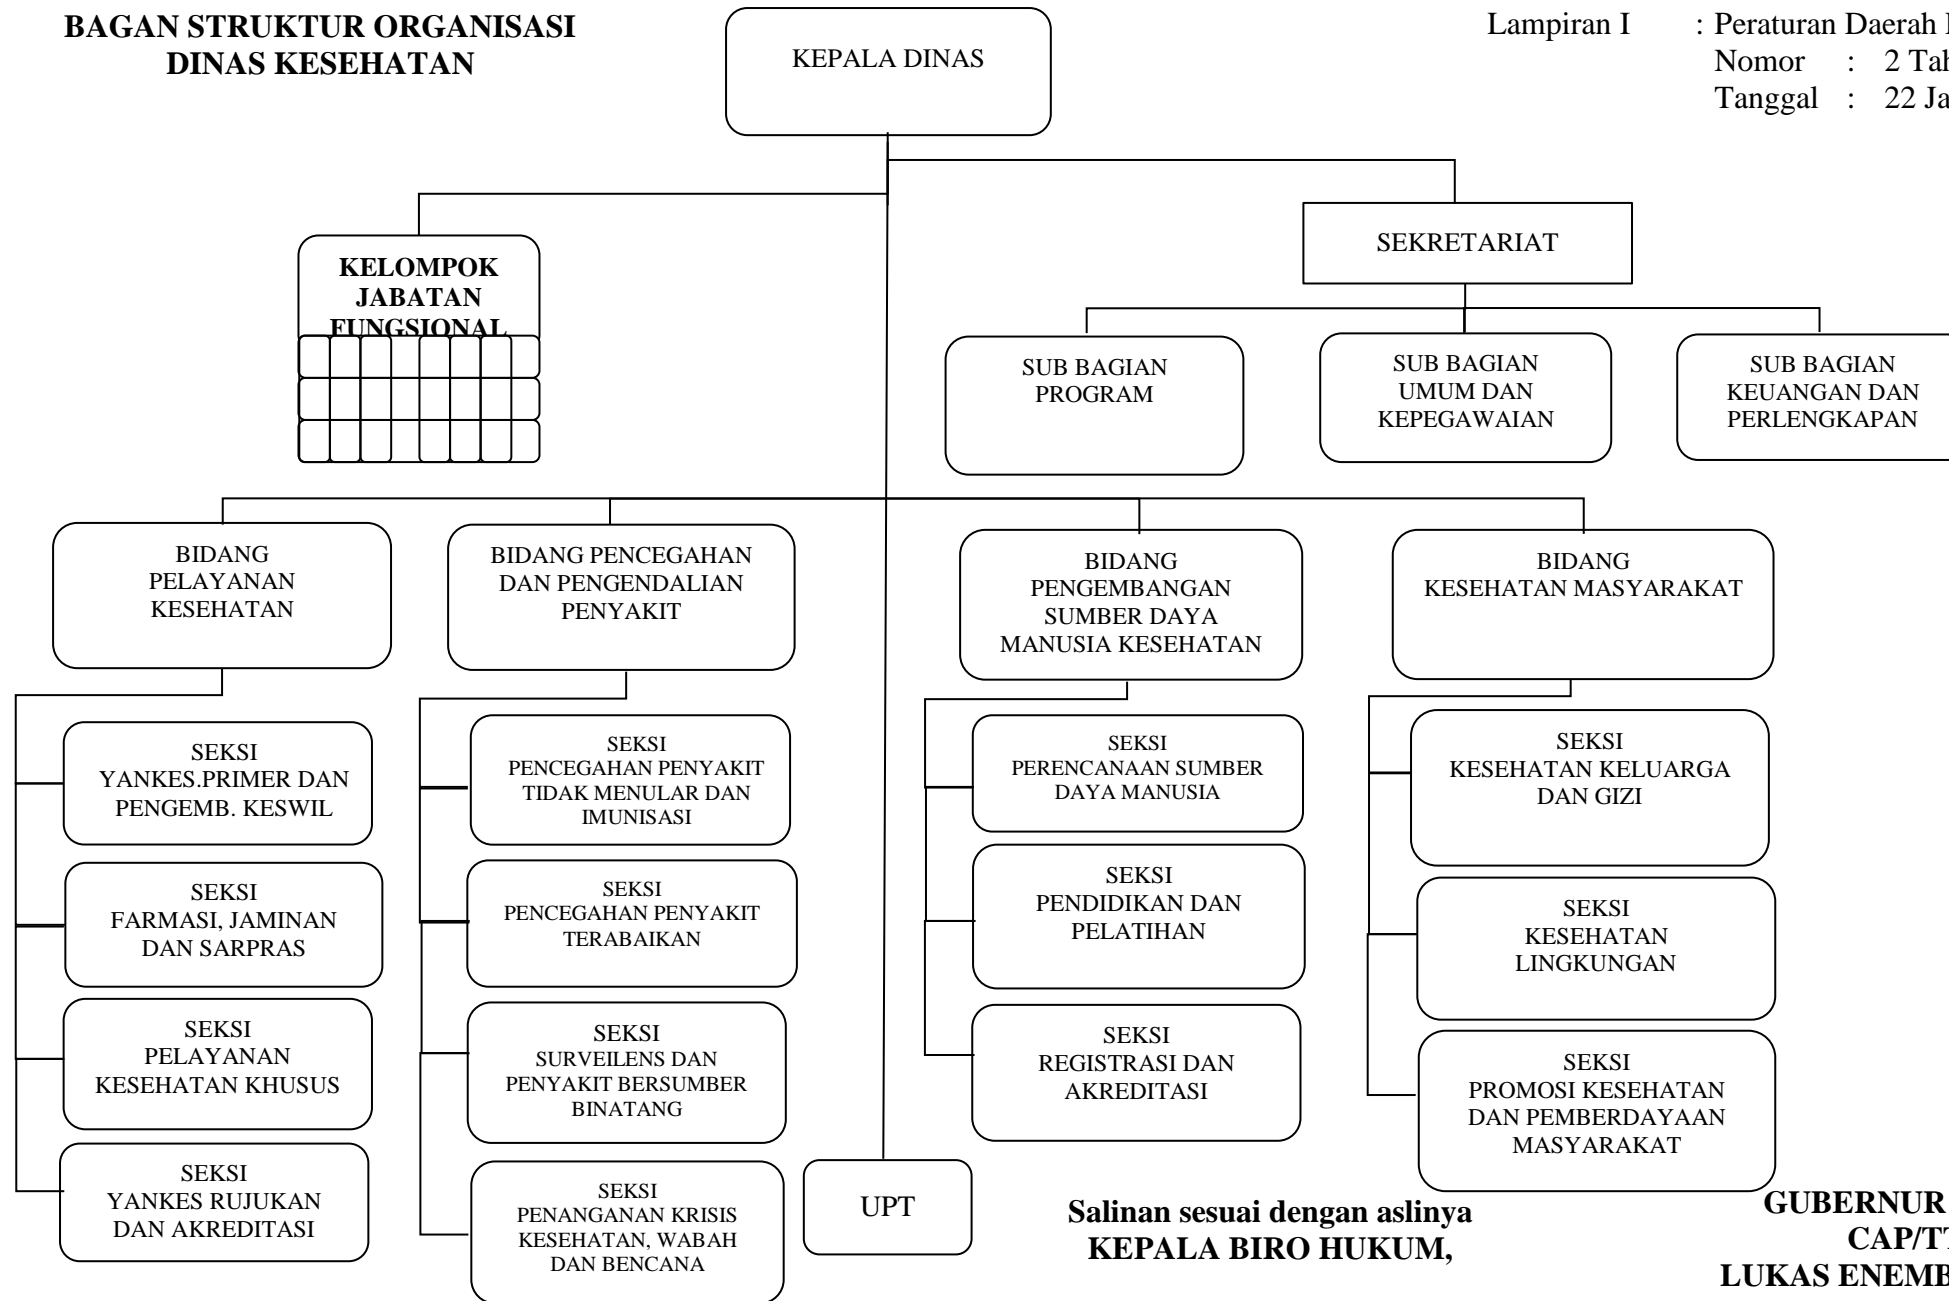 BAGAN STRUKTUR ORGANISASI
DINAS KESEHATAN
KEPALA DINAS
Lampiran I : Peraturan Daerah
Nomor : 2
Tanggal : 22
KELOMPOK
JABATAN
FUNGSIONAL
SEKRETARIAT
SUB BAGIAN
PROGRAM
SUB BAGIAN
UMUM DAN
KEPEGAWAIAN
SUB BAGIAN
KEUANGAN DAN
PERLENGKAPAN
BIDANG
PELAYANAN
KESEHATAN
BIDANG PENCEGAHAN
DAN PENGENDALIAN
PENYAKIT
BIDANG
PENGEMBANGAN
SUMBER DAYA
MANUSIA KESEHATAN
BIDANG
KESEHATAN MASYARAKAT
SEKSI
YANKES.PRIMER DAN
PENGEMB. KESWIL
SEKSI
FARMASI, JAMINAN
DAN SARPRAS
SEKSI
PELAYANAN
KESEHATAN KHUSUS
SEKSI
YANKES RUJUKAN
DAN AKREDITASI
SEKSI
PENCEGAHAN PENYAKIT
TIDAK MENULAR DAN
IMUNISASI
SEKSI
PENCEGAHAN PENYAKIT
TERABAIKAN
SEKSI
SURVEILENS DAN
PENYAKIT BERSUMBER
BINATANG
SEKSI
PENANGANAN KRISIS
KESEHATAN, WABAH
DAN BENCANA
SEKSI
PERENCANAAN SUMBER
DAYA MANUSIA
SEKSI
PENDIDIKAN DAN
PELATIHAN
SEKSI
REGISTRASI DAN
AKREDITASI
SEKSI
KESEHATAN KELUARGA
DAN GIZI
SEKSI
KESEHATAN
LINGKUNGAN
SEKSI
PROMOSI KESEHATAN
DAN PEMBERDAYAAN
MASYARAKAT
UPT
Salinan sesuai dengan aslinya
KEPALA BIRO HUKUM,
GUBERNUR
CAP/
LUKAS